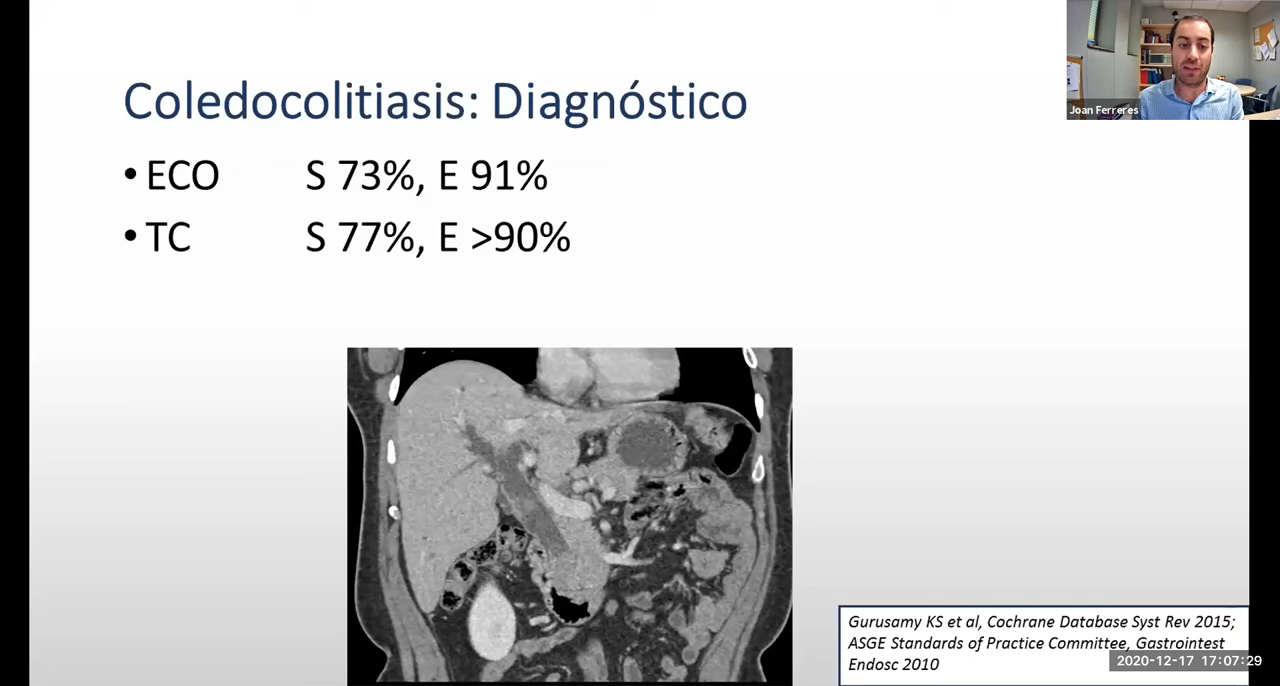 Coledocolitiasis: Diagnóstico
• ECO S 73%, E 91%
• TC S 77%, E >90%
Joan Ferreres
Gurusamy KS et al, Cochrane Database Syst Rev 2015;
ASGE Standards of Practice Committee, Gastrointest
Endosc 2010
2020-12-17 17:07:29